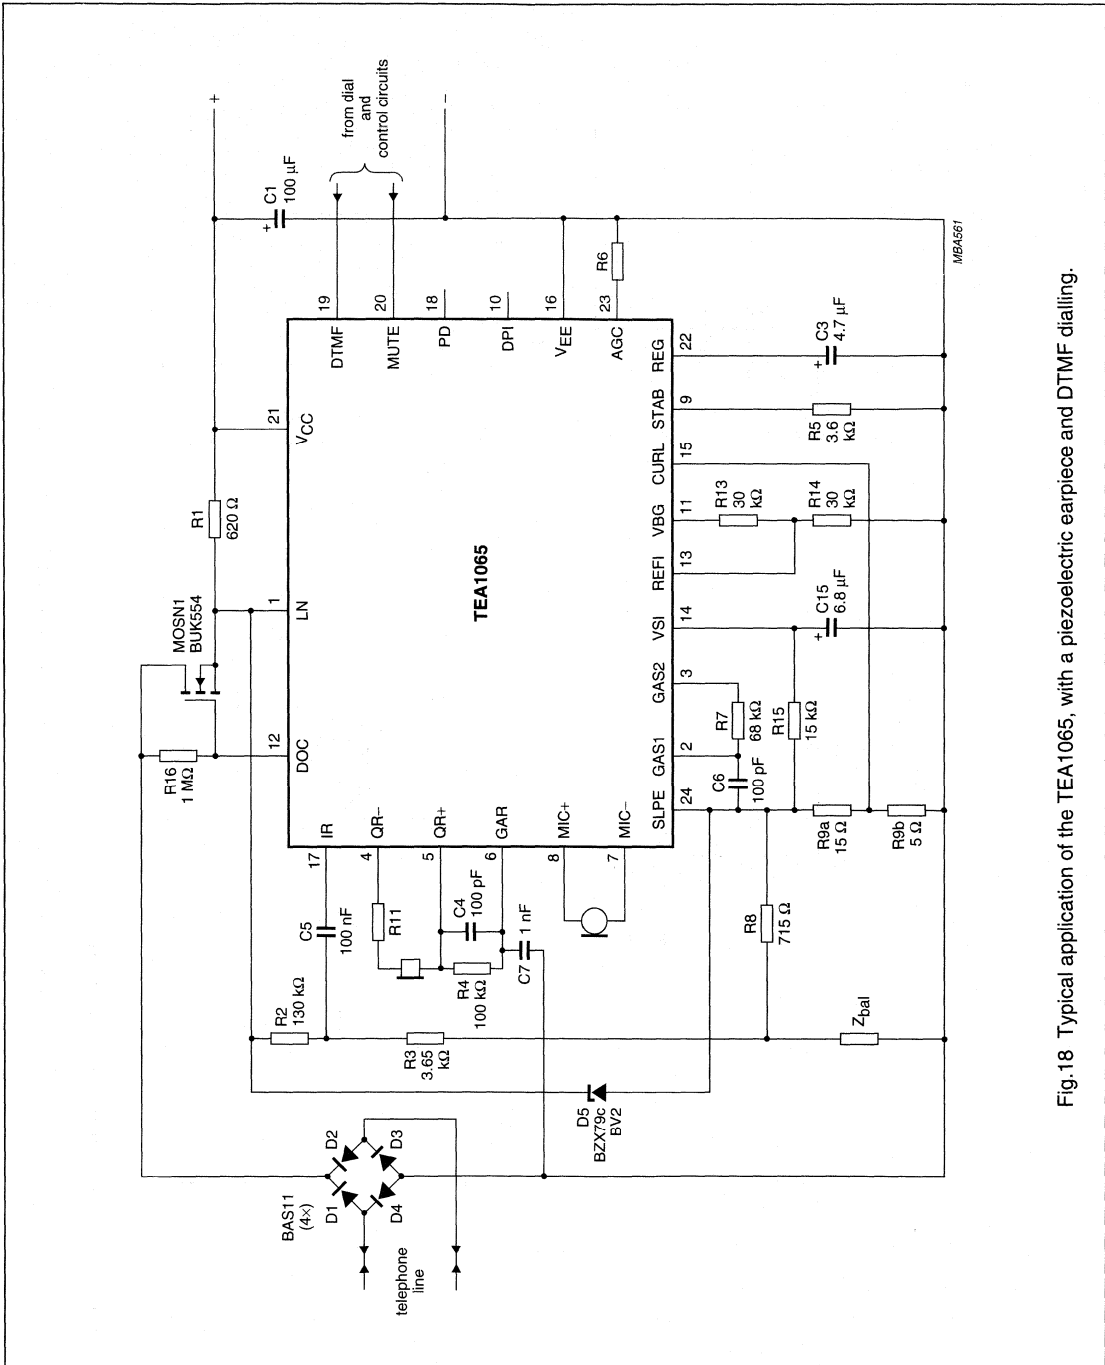 BAS11
(4×)
D1
D2
D3
D4
telephone
line
R16
1 MΩ
MOSN1
BUK554
R1
620 Ω
+
C1
100 µF
+
−
from dial
and
control circuits
R2
130 kΩ
R3
3.65
kΩ
C5
100 nF
R11
C4
100 pF
R4
100 kΩ
C7
1 nF
D5
BZX79c
BV2
Zbal
R8
715 Ω
TEA1065
12
DOC
1
LN
21
VCC
19
DTMF
20
MUTE
18
PD
10
DPI
16
VEE
23
AGC
R6
17
IR
4
QR−
5
QR+
6
GAR
8
MIC+
7
MIC−
SLPE
24
GAS1
2
GAS2
3
VSI
14
REFI
13
VBG
11
CURL
15
STAB
9
REG
22
C6
100 pF
R7
68 kΩ
R15
15 kΩ
R9a
15 Ω
R9b
5 Ω
+
C15
6.8 µF
R13
30
kΩ
R14
30
kΩ
R5
3.6
kΩ
+
C3
4.7 µF
MBA561
Fig.18 Typical application of the TEA1065, with a piezoelectric earpiece and DTMF dialling.